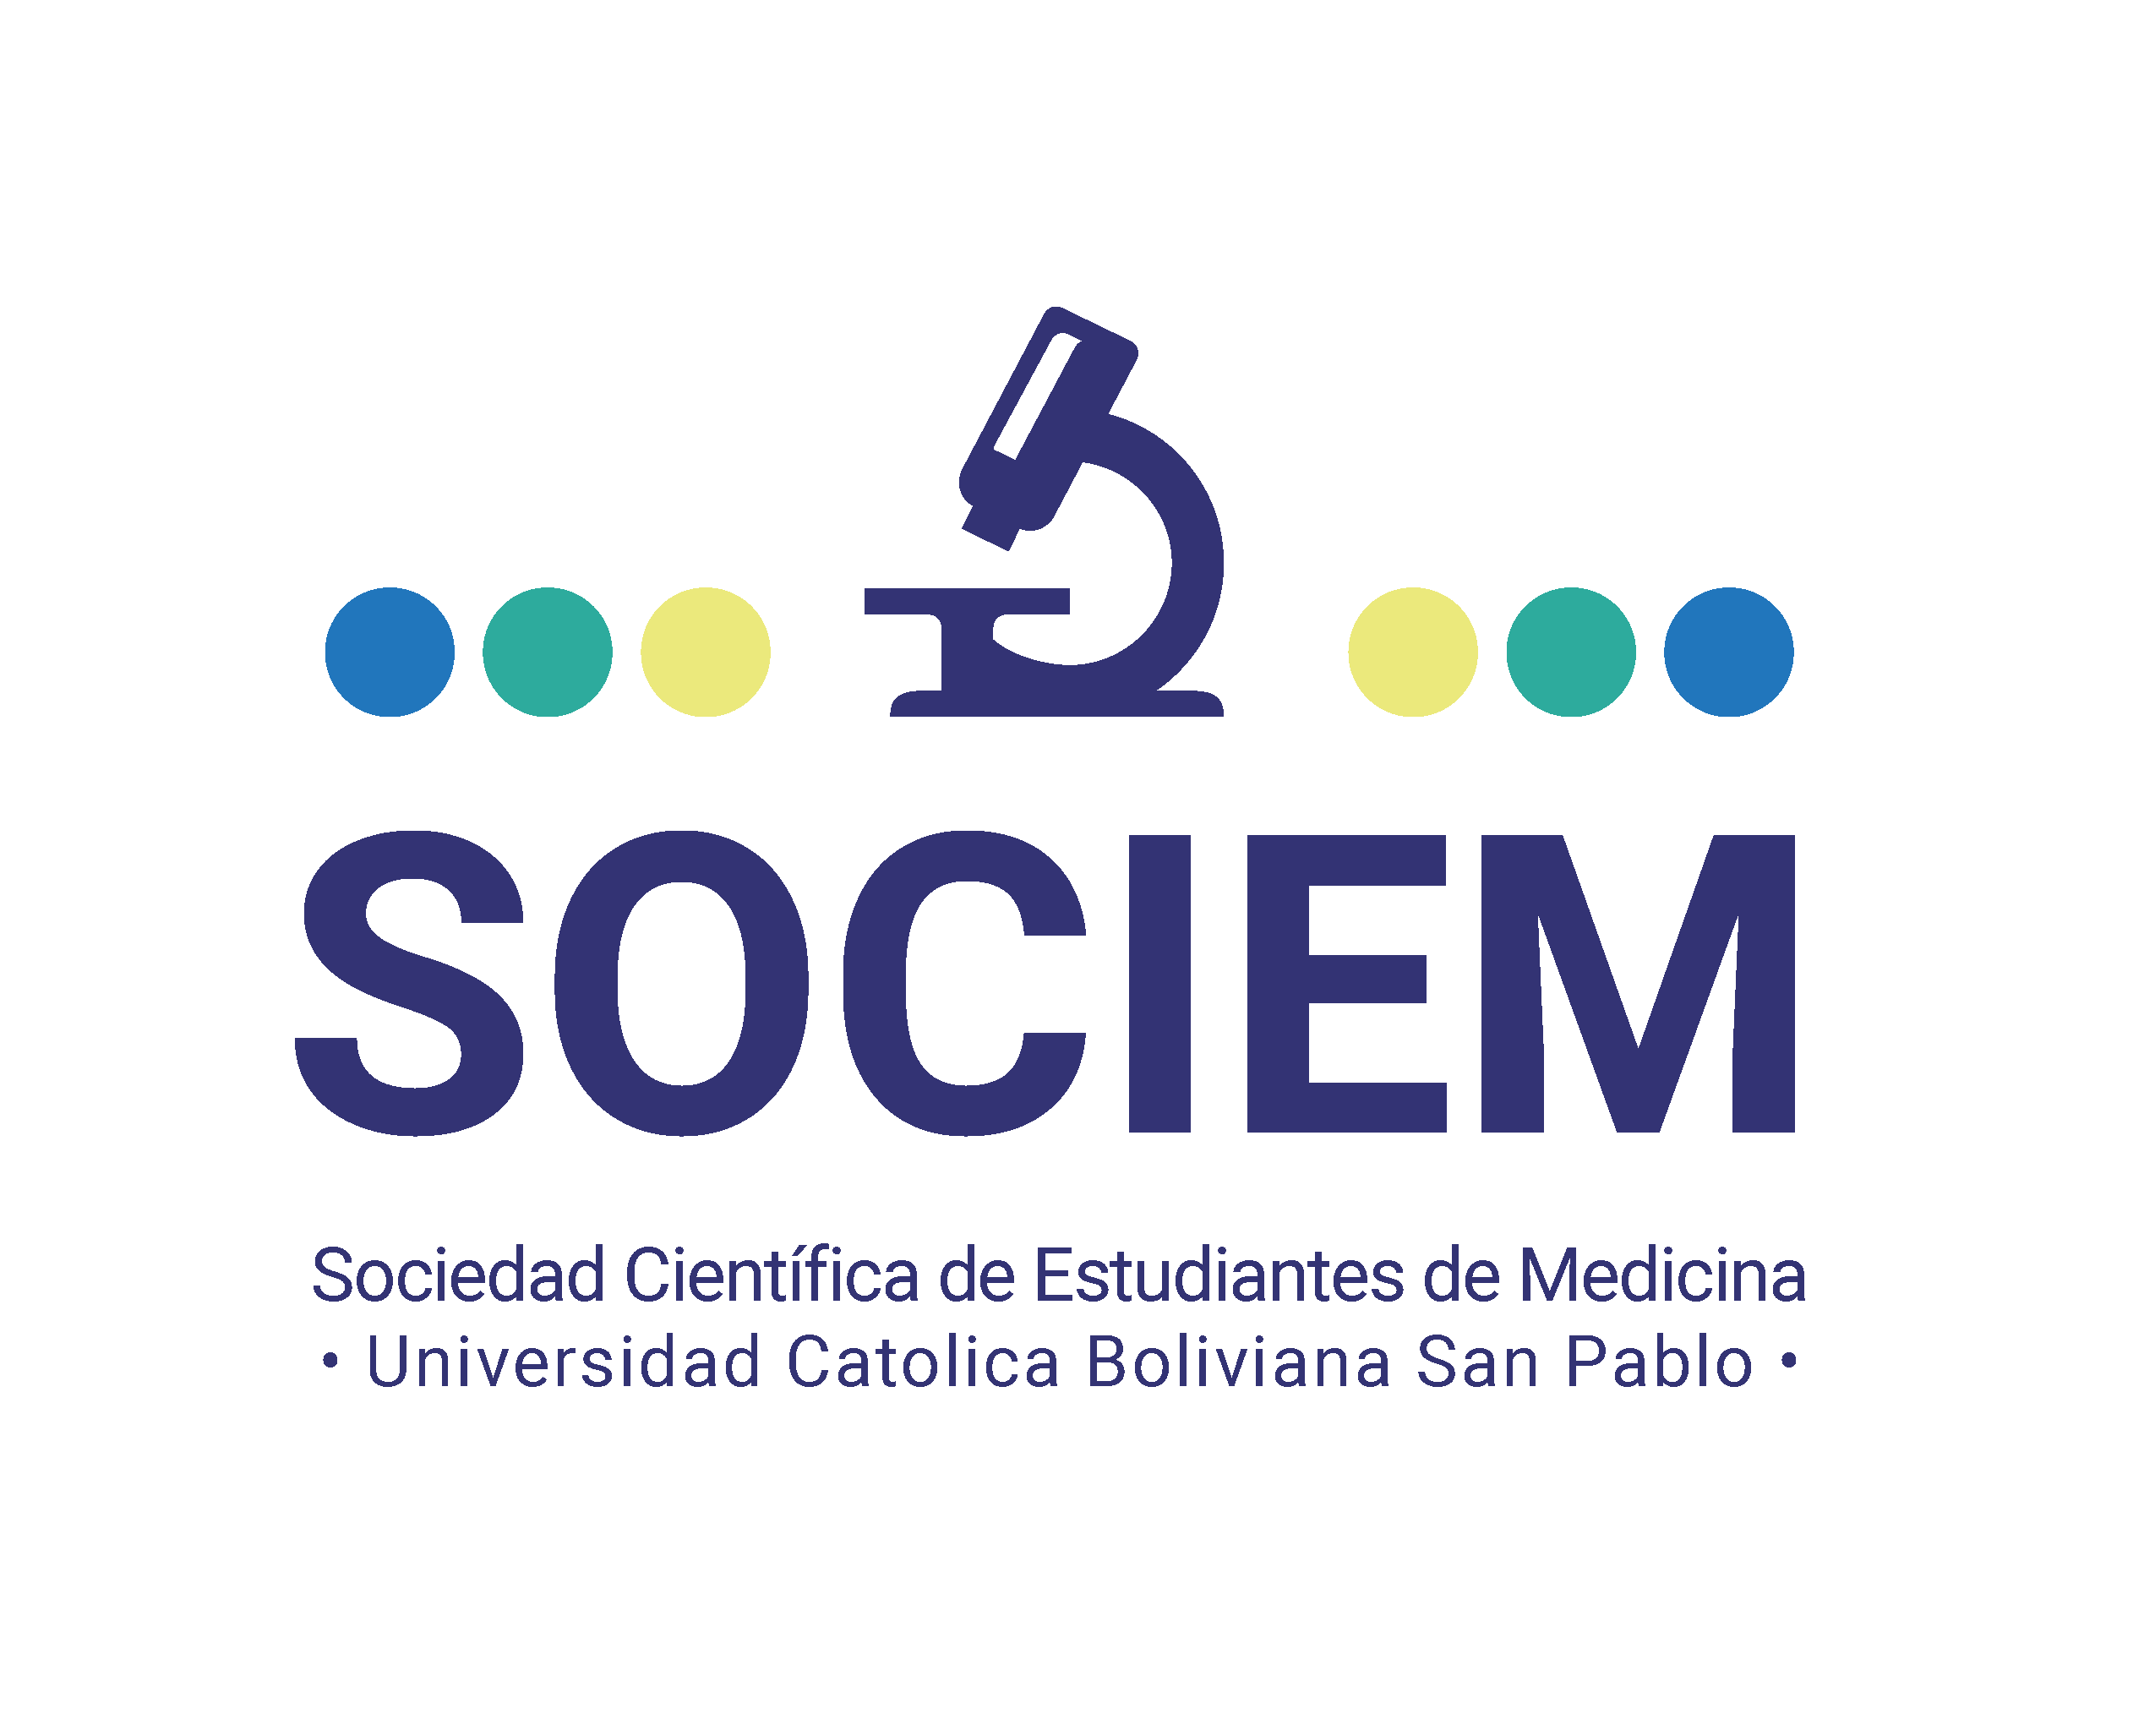 SOCIEM
Sociedad Científica de Estudiantes de Medicina
• Universidad Catolica Boliviana San Pablo •